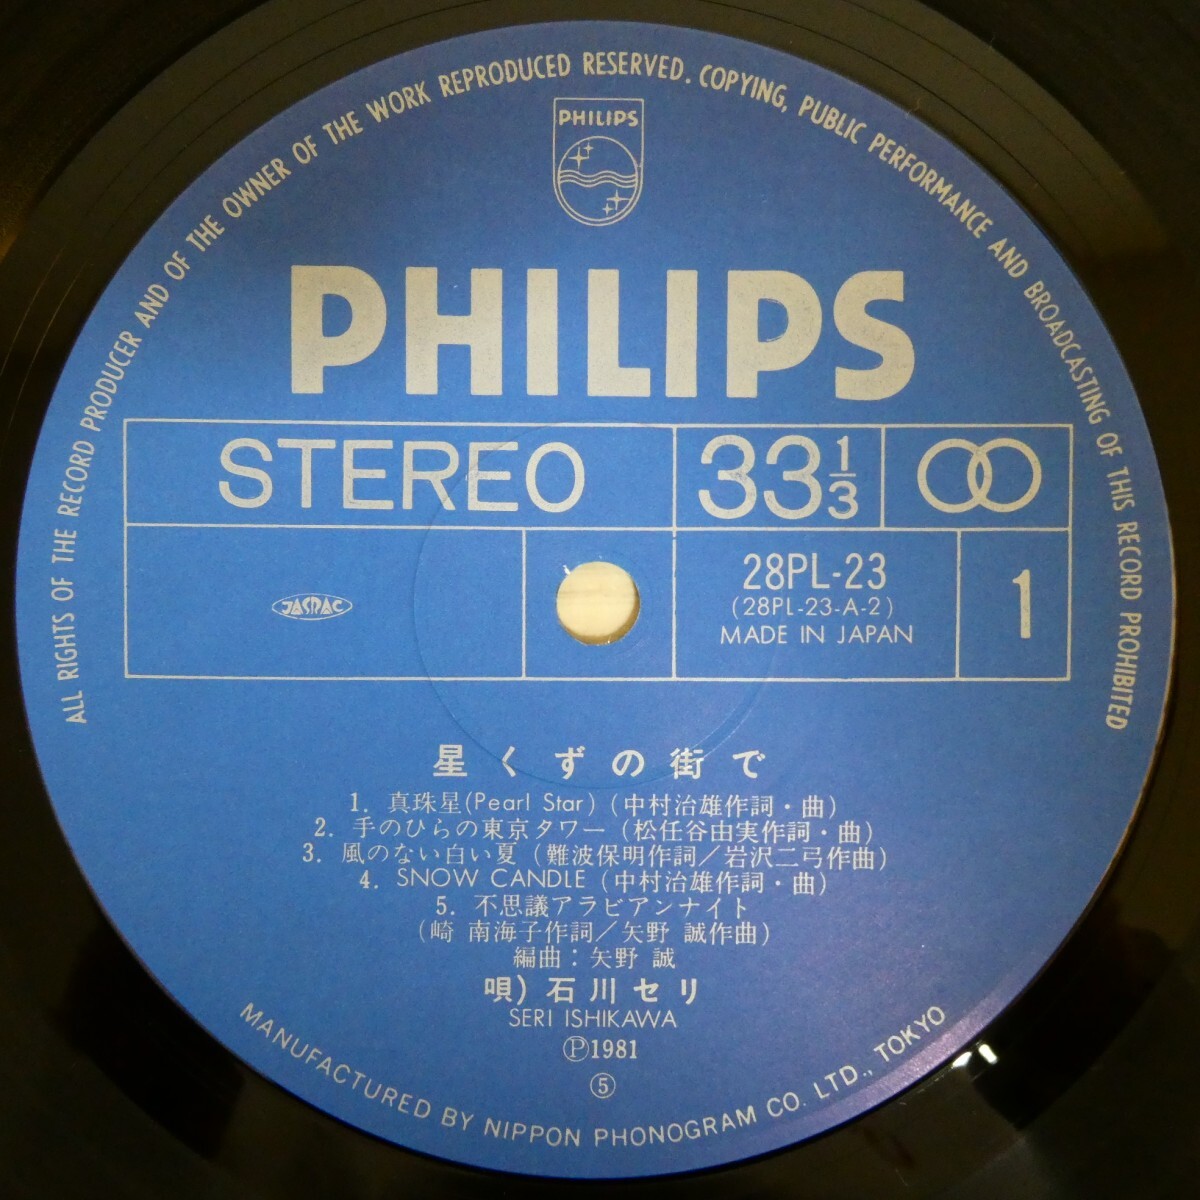 ALL RIGHTS OF THE RECORD PRODUCER AND OF THE OWNER OF THE WORK REPRODUCED RESERVED. COPYING, PUBLIC PERFORMANCE AND BROADCASTING OF THIS RECORD PROHIBITED
PHILIPS
PHILIPS
STEREO
33 1/3
JASRAC
28PL-23
(28PL-23-A-2)
MADE IN JAPAN
1
星くずの街で
1. 真珠星(Pearl Star) (中村治雄作詞・曲)
2. 手のひらの東京タワー (松任谷由実作詞・曲)
3. 風のない白い夏 (難波保明作詞/岩沢二弓作曲)
4. SNOW CANDLE (中村治雄作詞・曲)
5. 不思議アラビアンナイト
(崎 南海子作詞/矢野 誠作曲)
編曲：矢野 誠
唄) 石川セリ
SERI ISHIKAWA
Ⓟ1981
⑤
MANUFACTURED BY NIPPON PHONOGRAM CO. LTD., TOKYO